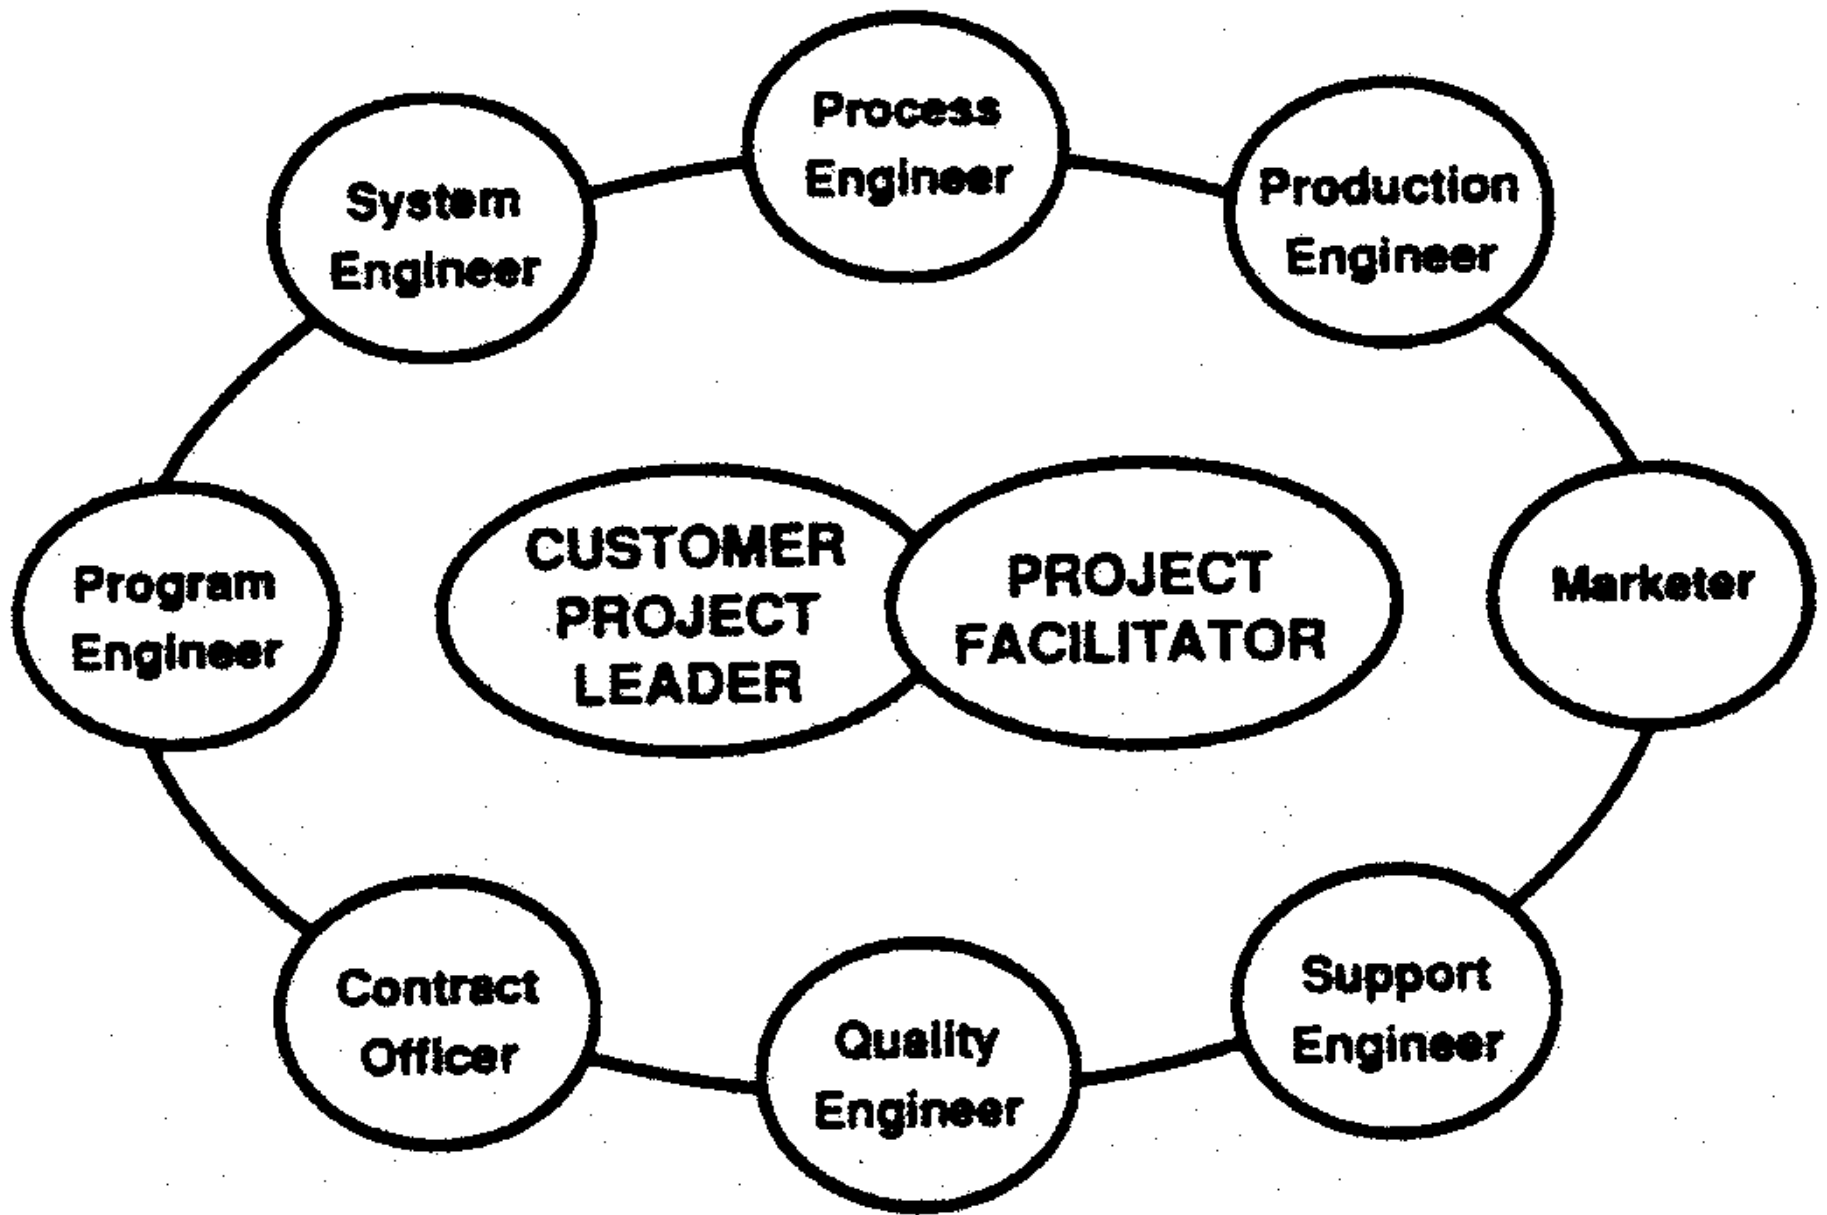 Process
Engineer
System
Engineer
Production
Engineer
CUSTOMER
PROJECT
LEADER
PROJECT
FACILITATOR
Program
Engineer
Marketer
Contract
Officer
Quality
Engineer
Support
Engineer